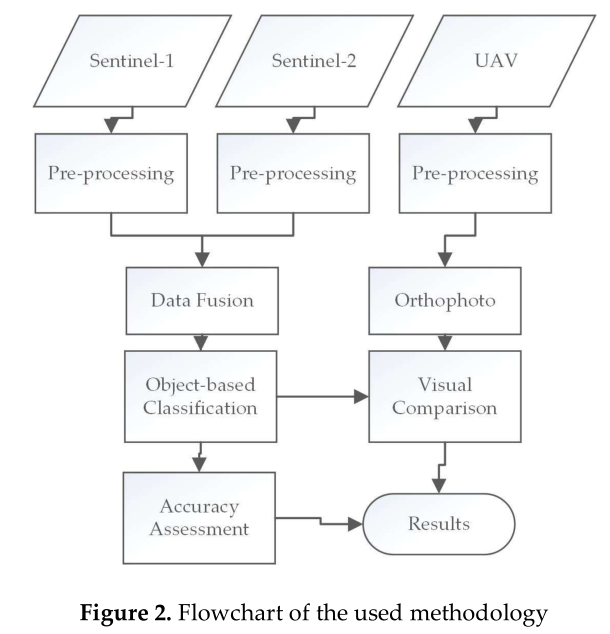 Sentinel-1
Sentinel-2
UAV
Pre-processing
Pre-processing
Pre-processing
Data Fusion
Orthophoto
Object-based
Classification
Visual
Comparison
Accuracy
Assessment
Results
Figure 2. Flowchart of the used methodology